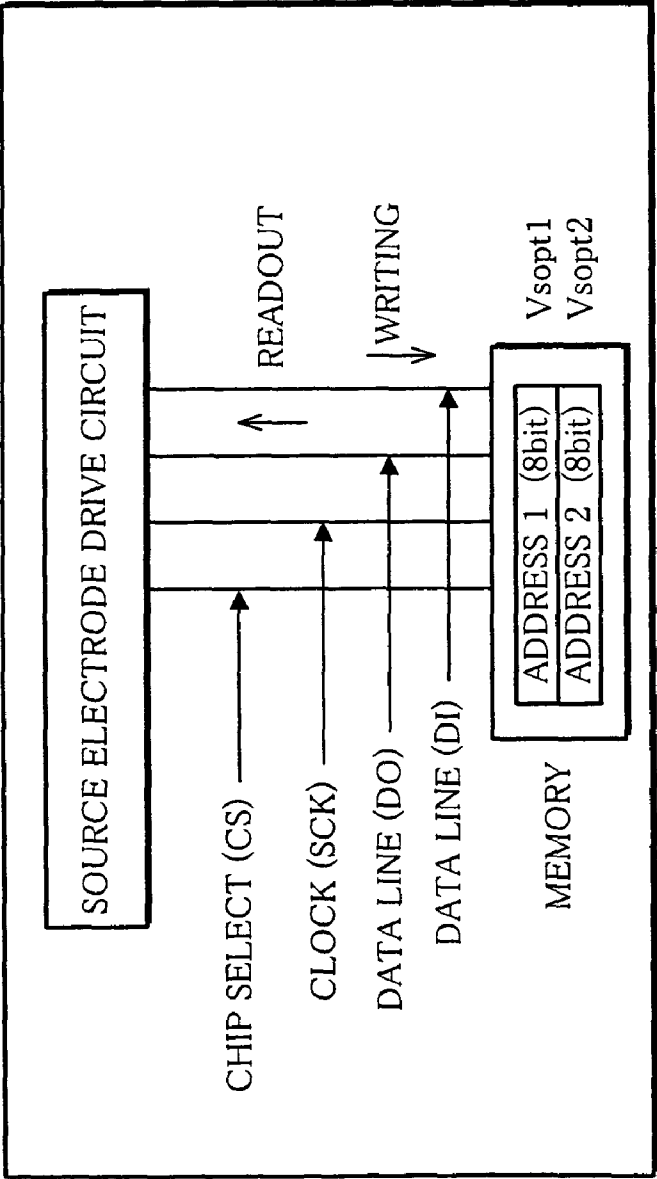 SOURCE ELECTRODE DRIVE CIRCUIT
CHIP SELECT (CS)
READOUT
CLOCK (SCK)
DATA LINE (DO)
WRITING
DATA LINE (DI)
MEMORY
ADDRESS 1 (8bit)
ADDRESS 2 (8bit)
Vsopt1
Vsopt2